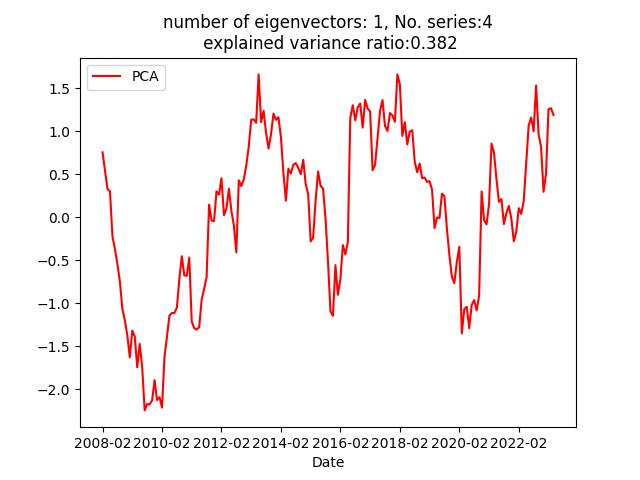 number of eigenvectors: 1, No. series:4
explained variance ratio:0.382
PCA
1.5
1.0
0.5
0.0
−0.5
−1.0
−1.5
−2.0
2008-02 2010-02 2012-02 2014-02 2016-02 2018-02 2020-02 2022-02
Date